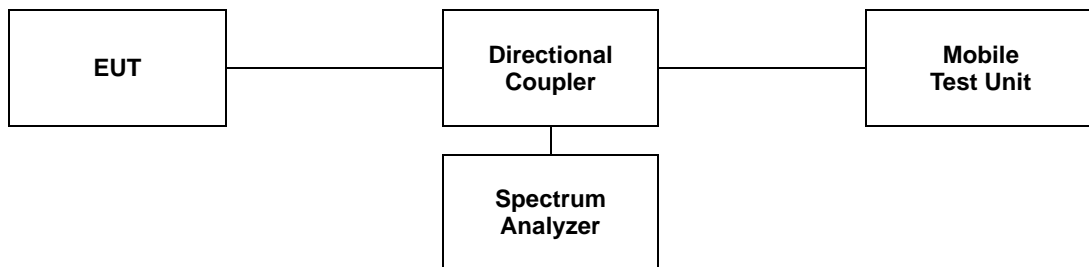 EUT
Directional
Coupler
Mobile
Test Unit
Spectrum
Analyzer